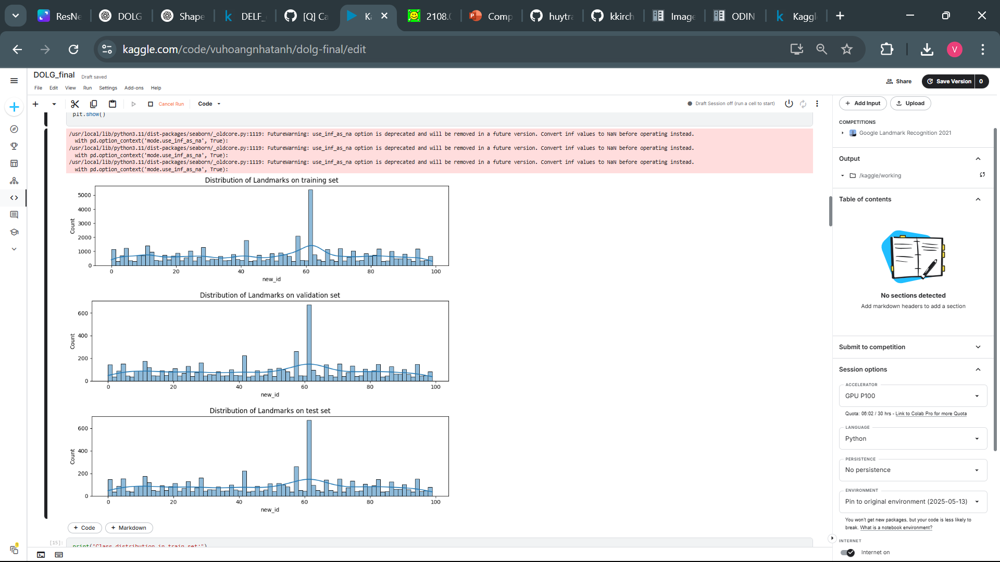 ResNe
DOLG
Shape
DELF_
[Q] Ca
K
2108.0
Comp
huytra
kkirch
Image
ODIN
Kaggl
kaggle.com/code/vuhoangnhatanh/dolg-final/edit
V
DOLG_final
Draft saved
File Edit View Run Settings Add-ons Help
Share
Save Version 0
Cancel Run
Code
Draft Session off (run a cell to start)
plt.show()
/usr/local/lib/python3.11/dist-packages/seaborn/_oldcore.py:1119: FutureWarning: use_inf_as_na option is deprecated and will be removed in a future version. Convert inf values to NaN before operating instead.
with pd.option_context('mode.use_inf_as_na', True):
/usr/local/lib/python3.11/dist-packages/seaborn/_oldcore.py:1119: FutureWarning: use_inf_as_na option is deprecated and will be removed in a future version. Convert inf values to NaN before operating instead.
with pd.option_context('mode.use_inf_as_na', True):
/usr/local/lib/python3.11/dist-packages/seaborn/_oldcore.py:1119: FutureWarning: use_inf_as_na option is deprecated and will be removed in a future version. Convert inf values to NaN before operating instead.
with pd.option_context('mode.use_inf_as_na', True):
Distribution of Landmarks on training set
5000
4000
3000
2000
1000
0
Count
0 20 40 60 80 100
new_id
Distribution of Landmarks on validation set
600
400
200
0
Count
0 20 40 60 80 100
new_id
Distribution of Landmarks on test set
600
400
200
0
Count
0 20 40 60 80 100
new_id
+ Code
+ Markdown
[15]:
print("Class distribution in train set:")
Add Input
Upload
COMPETITIONS
Google Landmark Recognition 2021
Output
/kaggle/working
Table of contents
No sections detected
Add markdown headers to add a section
Submit to competition
Session options
ACCELERATOR
GPU P100
Quota: 06:02 / 30 hrs - Link to Colab Pro for more Quota
LANGUAGE
Python
PERSISTENCE
No persistence
ENVIRONMENT
Pin to original environment (2025-05-13)
You won't get new packages, but your code is less likely to
break. What is a notebook environment?
INTERNET
Internet on
1